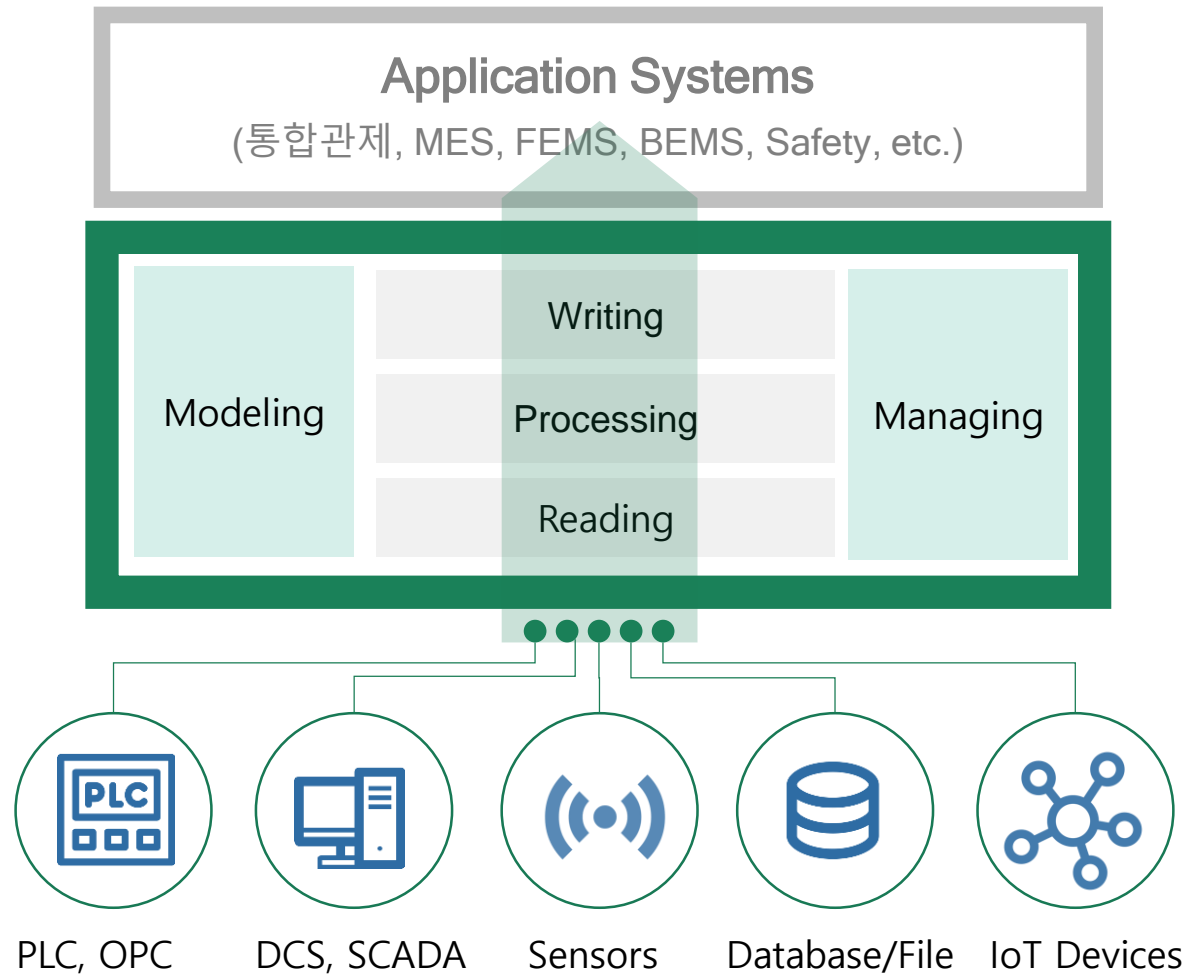 Application Systems
(통합관제, MES, FEMS, BEMS, Safety, etc.)
Modeling
Writing
Processing
Reading
Managing
PLC
PLC, OPC
DCS, SCADA
Sensors
Database/File
IoT Devices